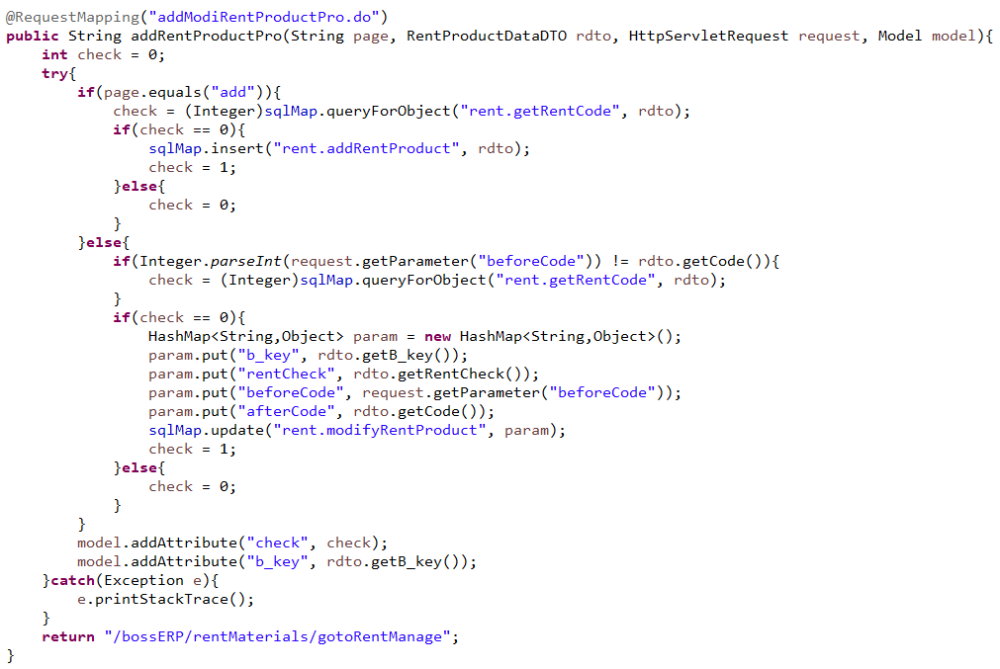 @RequestMapping("addModiRentProductPro.do")
public String addRentProductPro(String page, RentProductDataDTO rdto, HttpServletRequest request, Model model){
    int check = 0;
    try{
        if(page.equals("add")){
            check = (Integer)sqlMap.queryForObject("rent.getRentCode", rdto);
            if(check == 0){
                sqlMap.insert("rent.addRentProduct", rdto);
                check = 1;
            }else{
                check = 0;
            }
        }else{
            if(Integer.parseInt(request.getParameter("beforeCode")) != rdto.getCode()){
                check = (Integer)sqlMap.queryForObject("rent.getRentCode", rdto);
            }
            if(check == 0){
                HashMap<String,Object> param = new HashMap<String,Object>();
                param.put("b_key", rdto.getB_key());
                param.put("rentCheck", rdto.getRentCheck());
                param.put("beforeCode", request.getParameter("beforeCode"));
                param.put("afterCode", rdto.getCode());
                sqlMap.update("rent.modifyRentProduct", param);
                check = 1;
            }else{
                check = 0;
            }
        }
        model.addAttribute("check", check);
        model.addAttribute("b_key", rdto.getB_key());
    }catch(Exception e){
        e.printStackTrace();
    }
    return "/bossERP/rentMaterials/gotoRentManage";
}